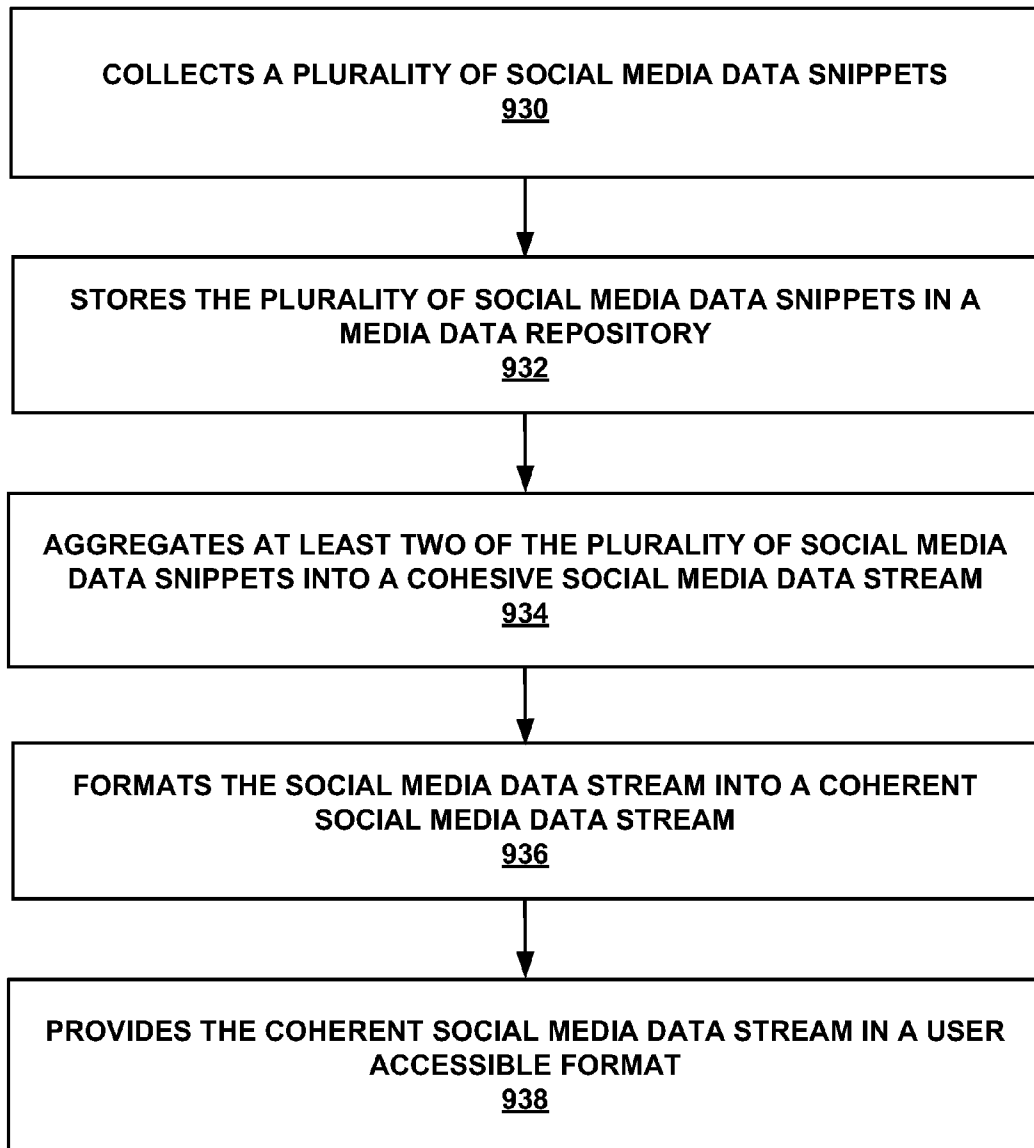 COLLECTS A PLURALITY OF SOCIAL MEDIA DATA SNIPPETS
930
STORES THE PLURALITY OF SOCIAL MEDIA DATA SNIPPETS IN A
MEDIA DATA REPOSITORY
932
AGGREGATES AT LEAST TWO OF THE PLURALITY OF SOCIAL MEDIA
DATA SNIPPETS INTO A COHESIVE SOCIAL MEDIA DATA STREAM
934
FORMATS THE SOCIAL MEDIA DATA STREAM INTO A COHERENT
SOCIAL MEDIA DATA STREAM
936
PROVIDES THE COHERENT SOCIAL MEDIA DATA STREAM IN A USER
ACCESSIBLE FORMAT
938